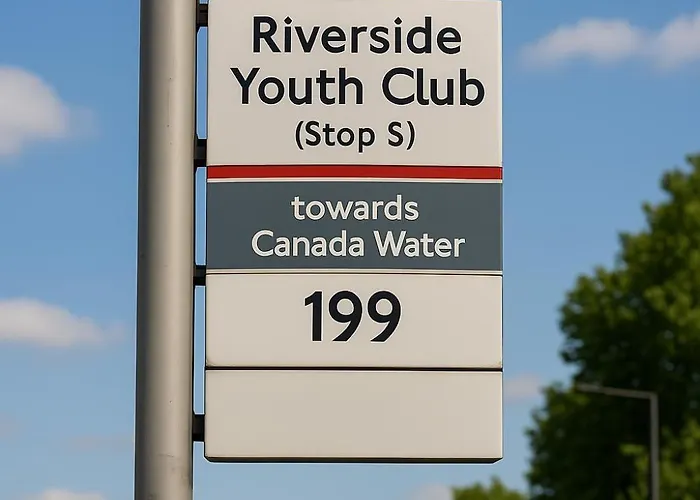 Riverside
Youth Club
(Stop S)
towards
Canada Water
199